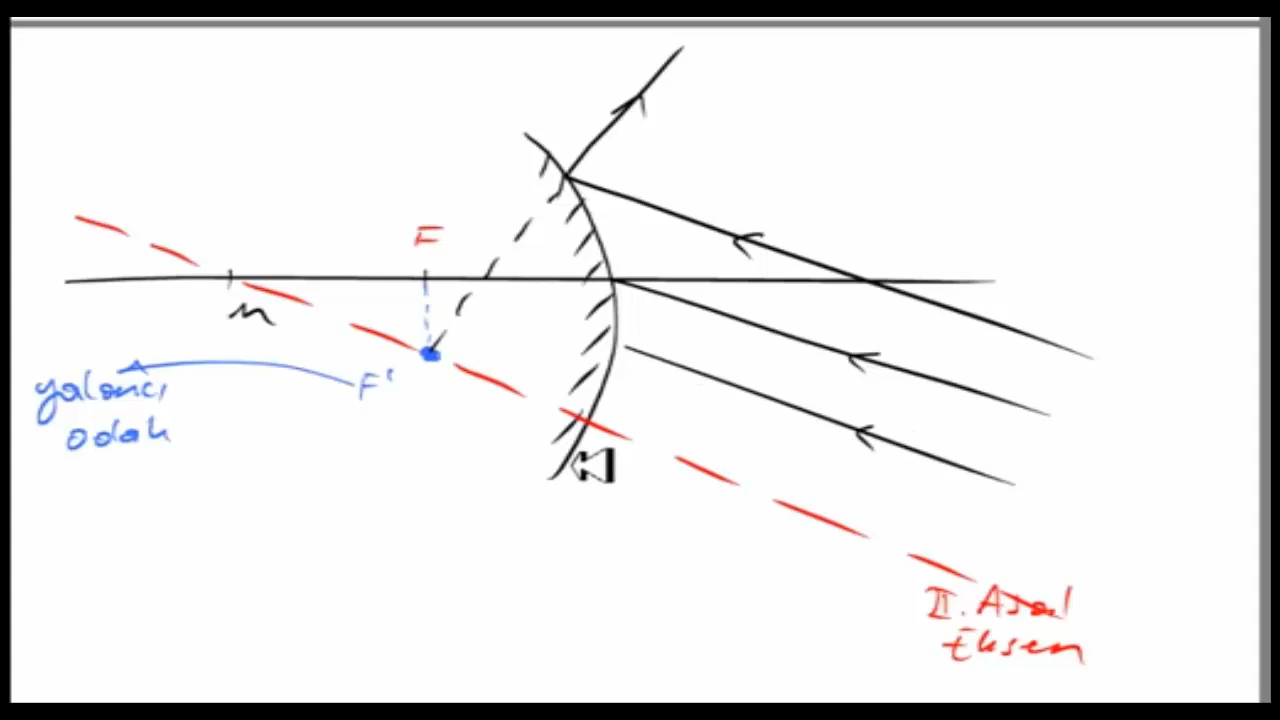 F
M
F'
yalancı
odak
II. Asal
Eksen